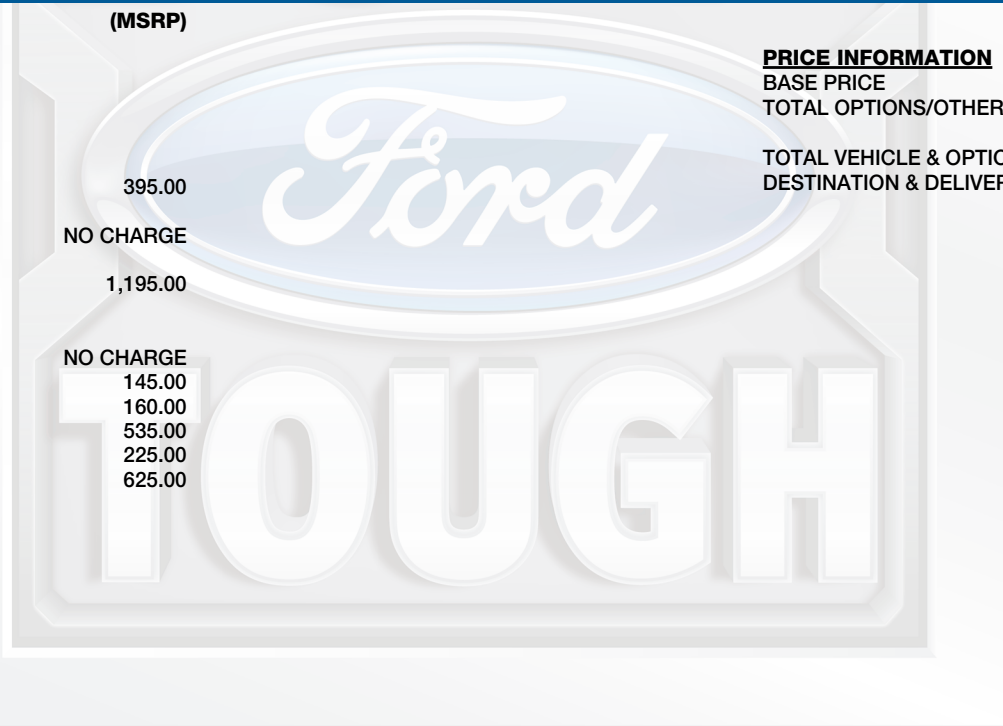 (MSRP)
395.00
NO CHARGE
1,195.00
NO CHARGE
145.00
160.00
535.00
225.00
625.00
PRICE INFORMATION
BASE PRICE
TOTAL OPTIONS/OTHER
TOTAL VEHICLE & OPTIO
DESTINATION & DELIVER
Ford
TOUGH